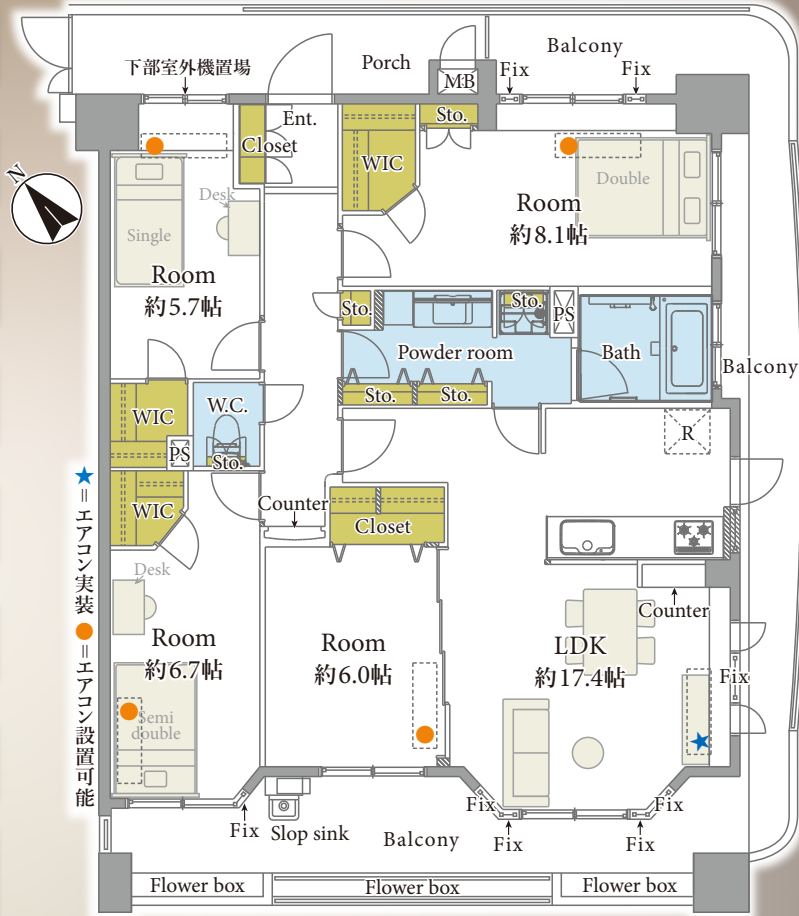 Balcony
Porch
下部室外機置場
MB
Fix
Fix
Ent.
Closet
Sto.
WIC
N
Desk
Single
Double
Room
約8.1帖
Room
約5.7帖
Sto.
Sto.
PS
Powder room
Bath
Balcony
Sto.
Sto.
WIC
W.C.
PS
Sto.
R
WIC
Counter
Closet
★=エアコン実装 ●=エアコン設置可能
Desk
Counter
Room
約6.7帖
Room
約6.0帖
LDK
約17.4帖
Fix
Semi
double
Fix
Fix
Fix
Slop sink
Balcony
Fix
Fix
Flower box
Flower box
Flower box